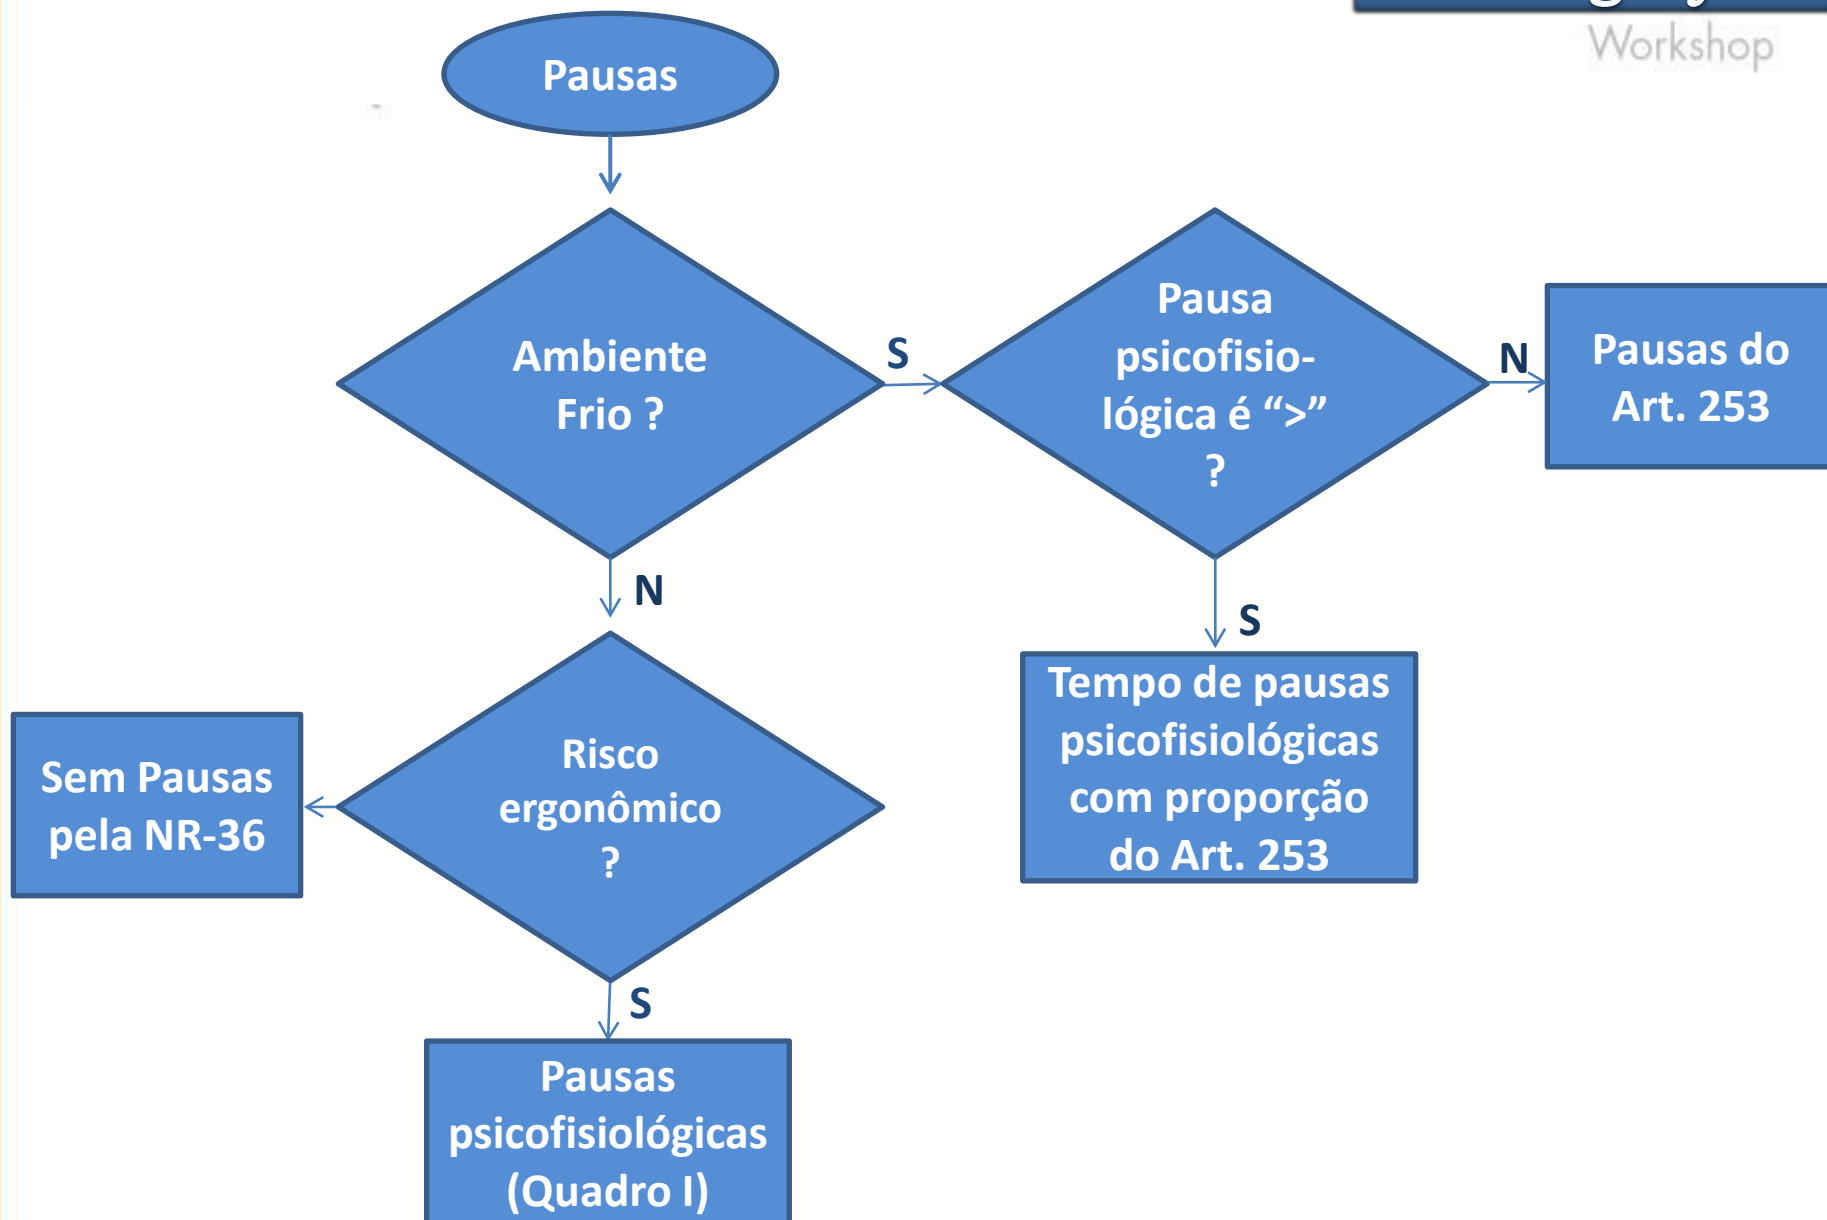 Workshop
Pausas
Ambiente
Frio ?
S
Pausa
psicofisio-
lógica é “>”
?
N
Pausas do
Art. 253
N
S
Risco
ergonômico
?
Sem Pausas
pela NR-36
Tempo de pausas
psicofisiológicas
com proporção
do Art. 253
S
Pausas
psicofisiológicas
(Quadro I)